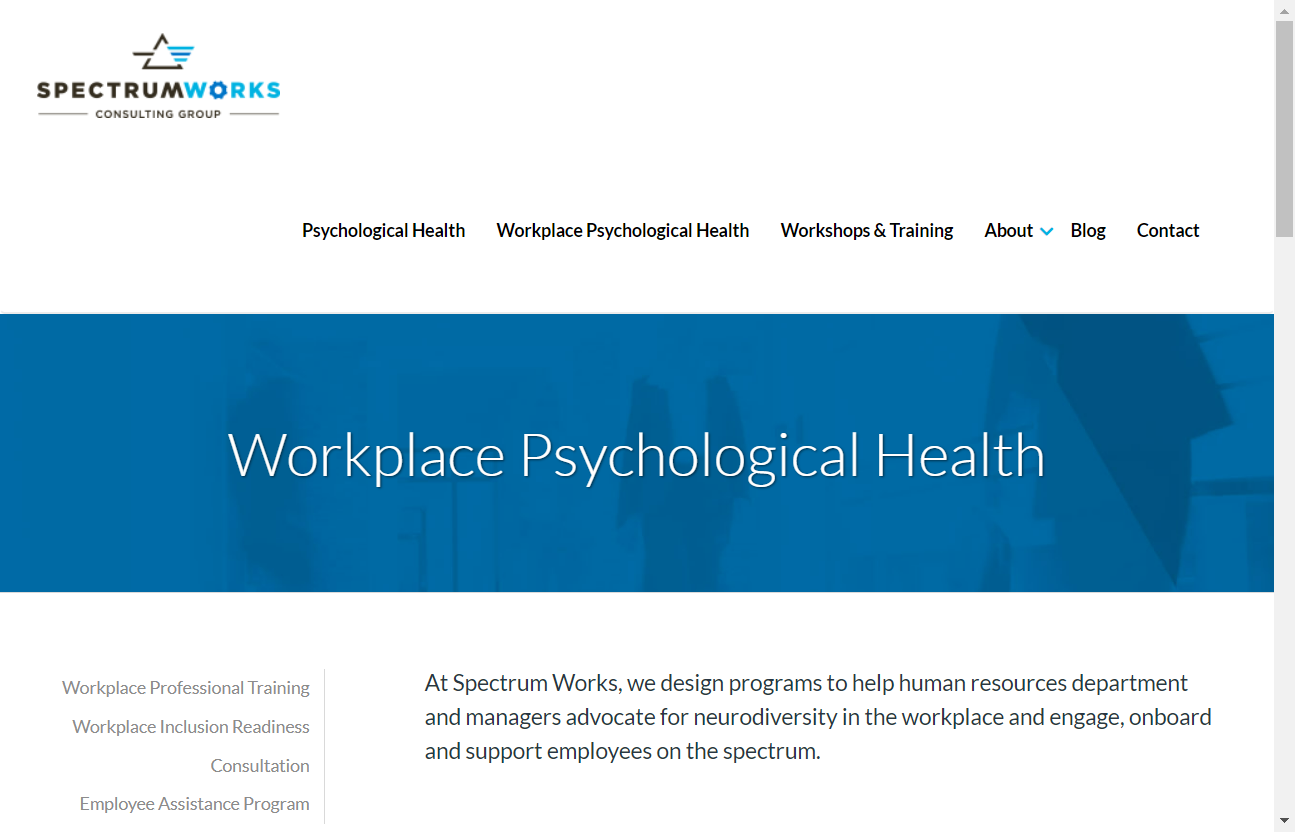 SPECTRUMWORKS
CONSULTING GROUP
Psychological Health Workplace Psychological Health Workshops & Training About Blog Contact
Workplace Psychological Health
Workplace Professional Training
Workplace Inclusion Readiness
Consultation
Employee Assistance Program
At Spectrum Works, we design programs to help human resources department
and managers advocate for neurodiversity in the workplace and engage, onboard
and support employees on the spectrum.